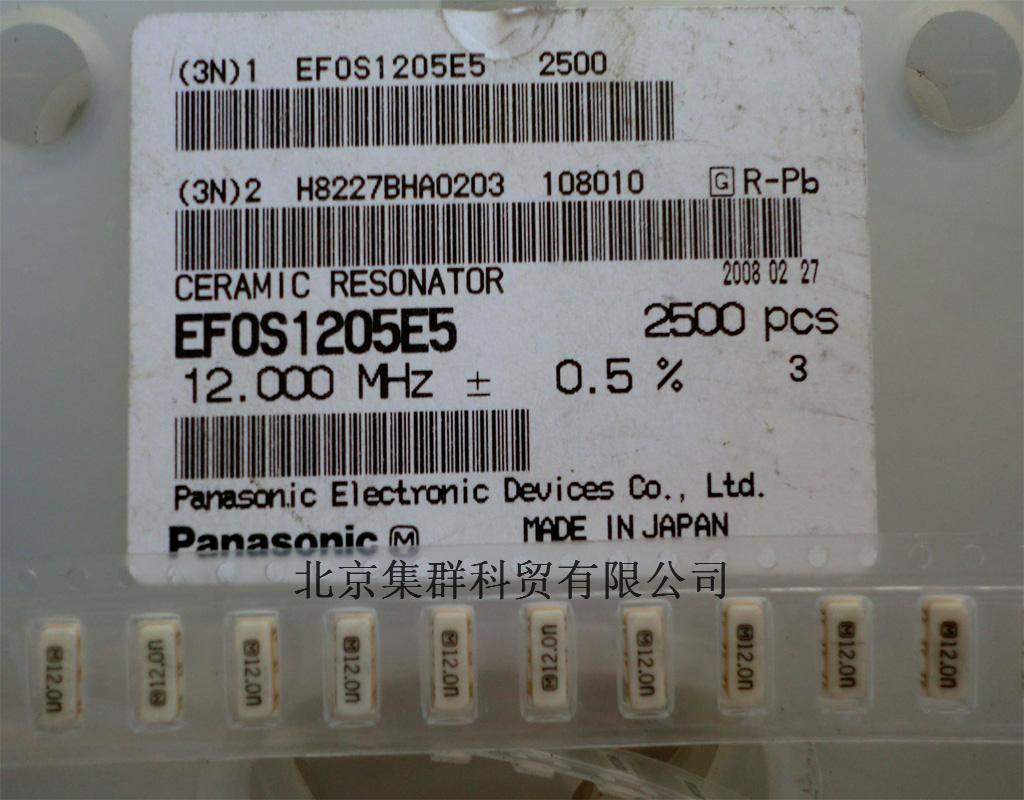 (3N)1 EFOS1205E5 2500
(3N)2 H8227BHA0203 108010 G R-Pb
CERAMIC RESONATOR 2008 02 27
EFOS1205E5 2500 pcs
12.000 MHz ± 0.5 % 3
Panasonic Electronic Devices Co., Ltd.
Panasonic M MADE IN JAPAN
北京集群科贸有限公司
M12.0n M12.0n M12.0n M12.0n M12.0n M12.0n M12.0n M12.0n M12.0n M12.0n